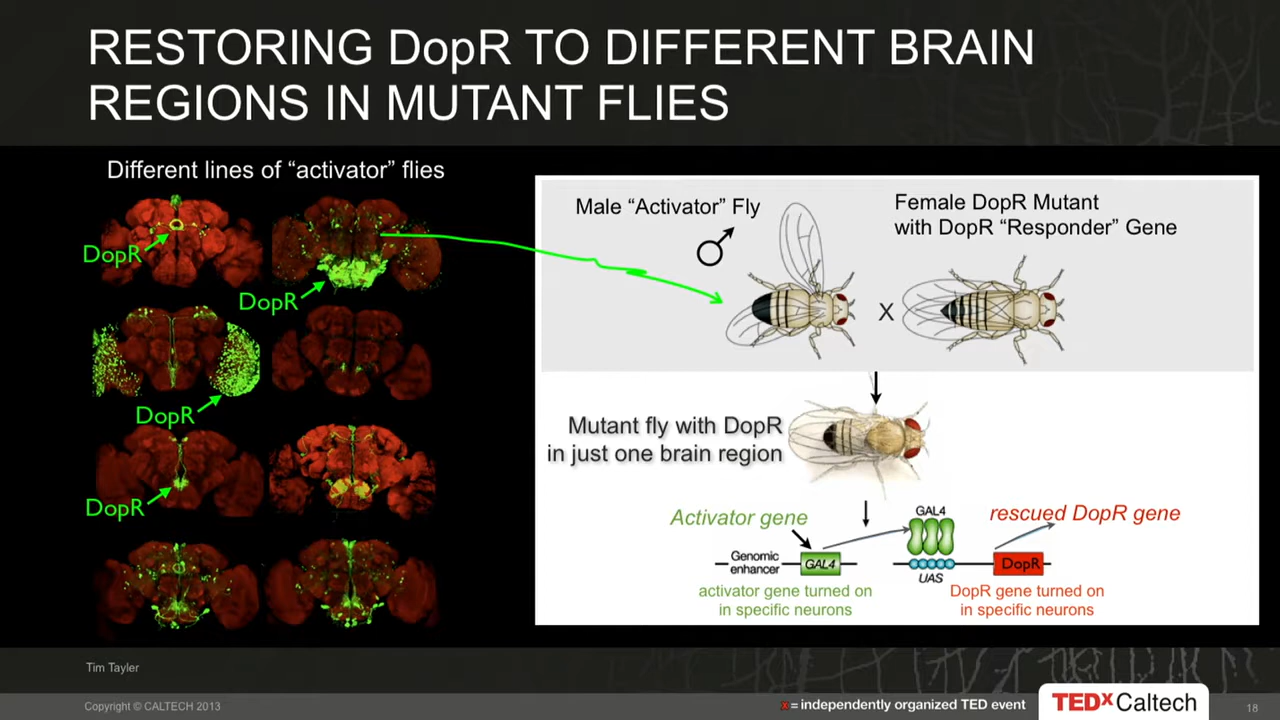 RESTORING DopR TO DIFFERENT BRAIN
REGIONS IN MUTANT FLIES
Different lines of “activator” flies
DopR
DopR
DopR
DopR
Male “Activator” Fly
Female DopR Mutant
with DopR “Responder” Gene
X
Mutant fly with DopR
in just one brain region
Activator gene
GAL4
rescued DopR gene
Genomic
enhancer
GAL4
UAS
DopR
activator gene turned on
in specific neurons
DopR gene turned on
in specific neurons
Tim Tayler
Copyright © CALTECH 2013
x = independently organized TED event
TEDxCaltech
18